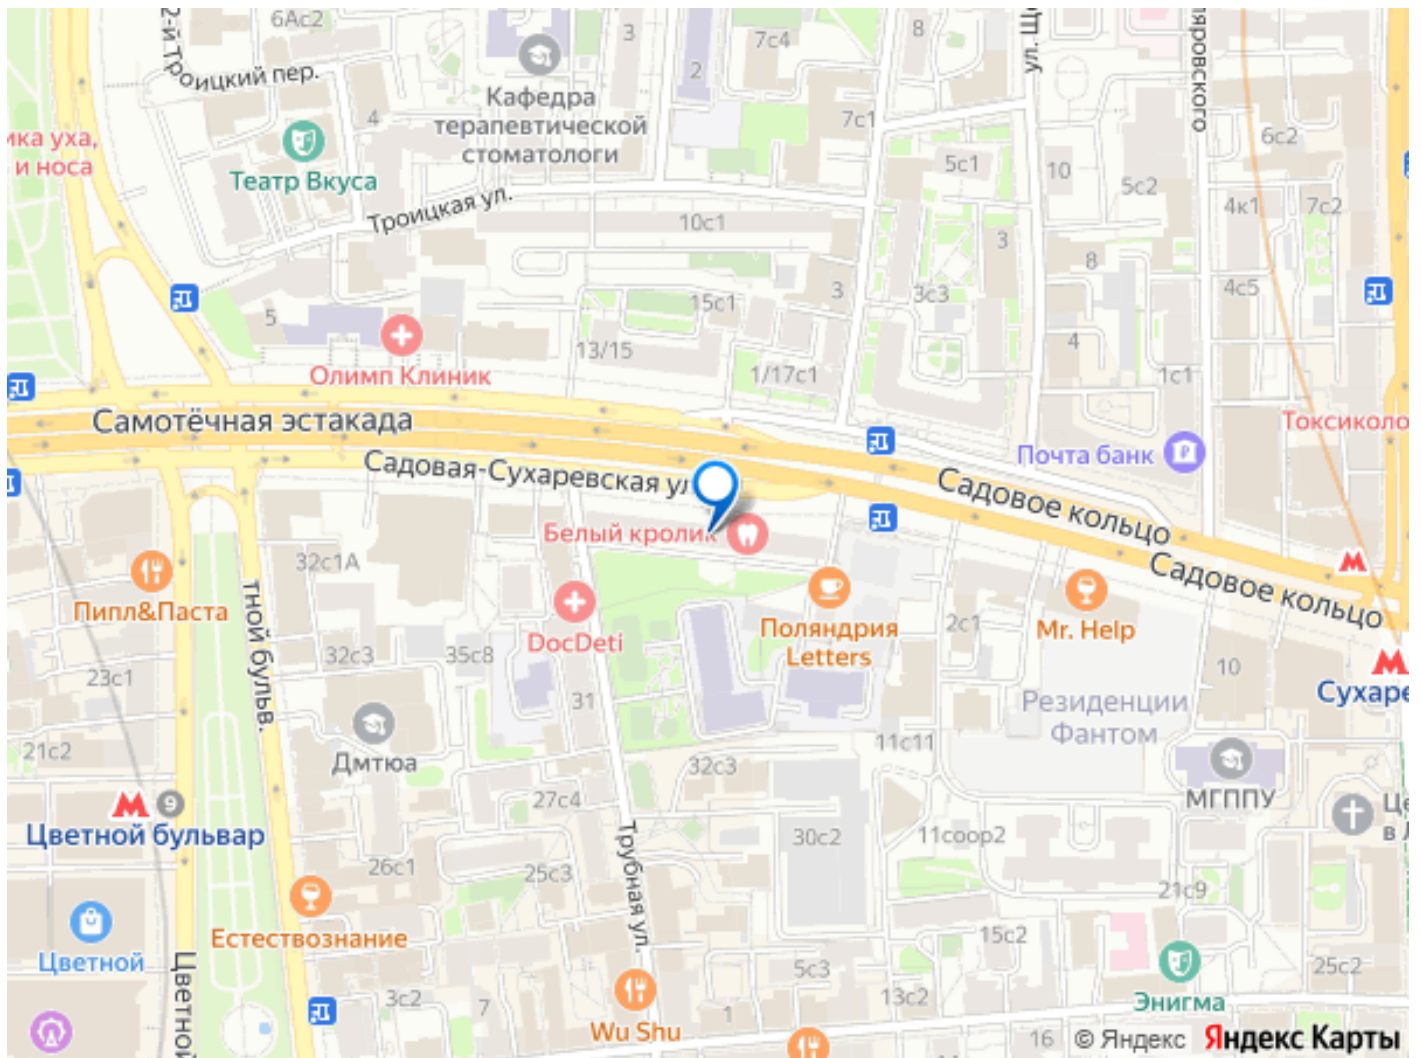 6Ас2
2-й Троицкий пер.
3
7с4
8
ул. Щ
ляровского
2
4
Кафедра
терапевтической
стоматологи
7с1
6с2
ика уха,
и носа
Театр Вкуса
5с1
10
5с2
Троицкая ул.
10с1
4к1
7с2
3
8
15с1
3
3с3
4с5
5
13/15
4
Олимп Клиник
1/17с1
1с1
Самотёчная эстакада
Токсиколо
Почта банк
Садовая-Сухаревская ул
Садовое кольцо
Белый кролик
32с1А
Садовое кольцо
Пипл&Паста
тной бульв.
DocDeti
Поляндрия
Letters
2с1
Mr. Help
32с3
35с8
23с1
10
Сухаре
31
Резиденции
Фантом
21с2
Дмтюа
11с11
32с3
МГППУ
9
27с4
Це
в Л
Цветной бульвар
Трубная ул.
30с2
11соор2
26с1
25с3
21с9
Естествознание
Цветной
Цветной
15с2
5с3
25с2
3с2
7
13с2
Энигма
Wu Shu
1
16
© Яндекс Яндекс Карты